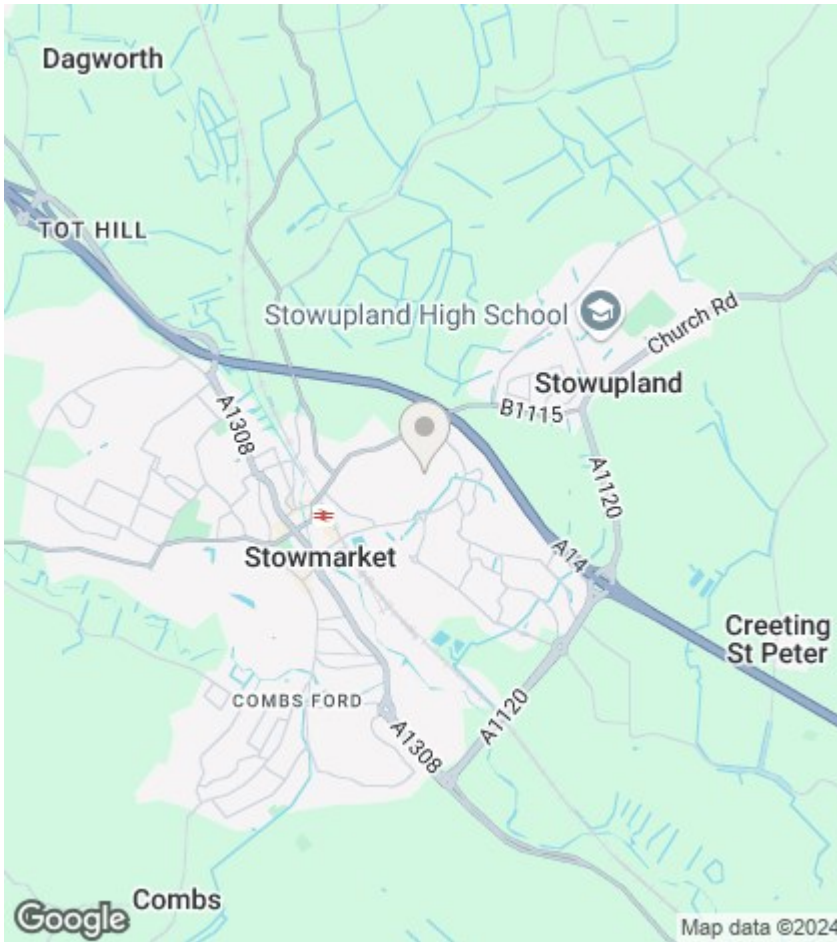 Dagworth
TOT HILL
Stowupland High School
Church Rd
Stowupland
B1115
A1308
A1120
Stowmarket
A14
Creeting
St Peter
COMBS FORD
A1120
A1308
Combs
Google
Map data ©2024